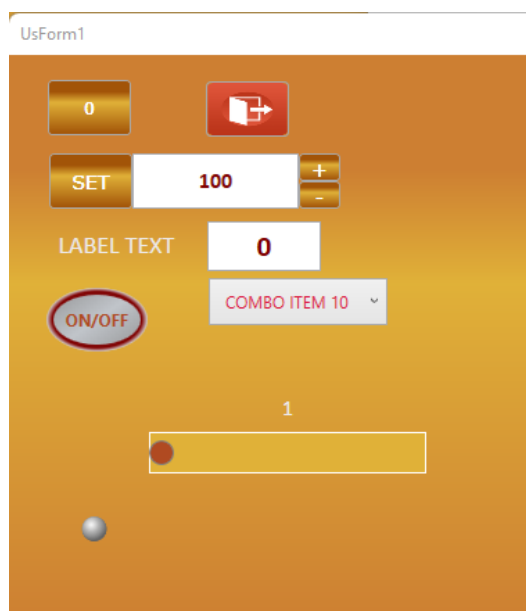 UsForm1
0
SET 100 +
-
LABEL TEXT 0
COMBO ITEM 10
ON/OFF
1